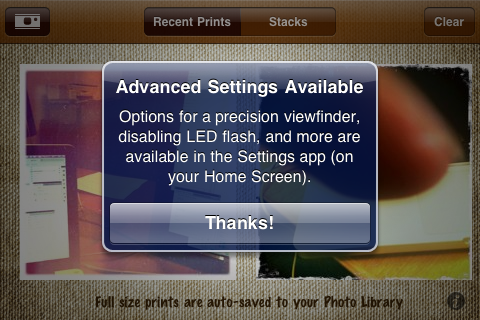 Recent Prints Stacks Clear
Advanced Settings Available
Options for a precision viewfinder,
disabling LED flash, and more are
available in the Settings app (on
your Home Screen).
Thanks!
Full size prints are auto-saved to your Photo Library i